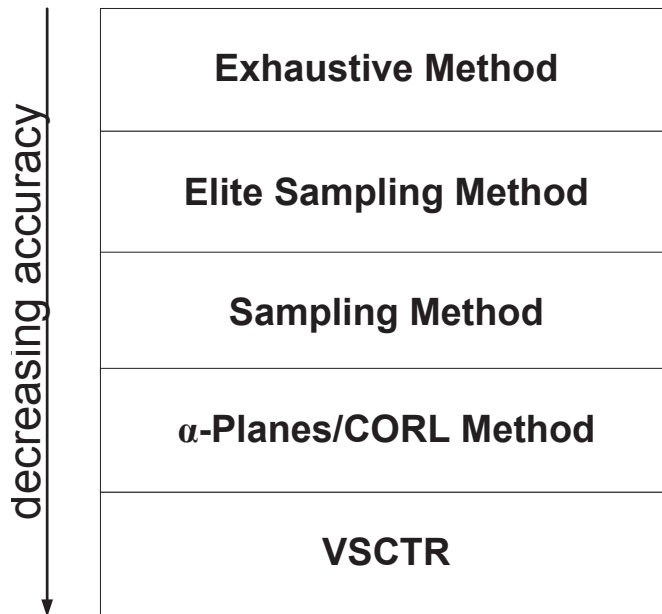 decreasing accuracy
Exhaustive Method
Elite Sampling Method
Sampling Method
α-Planes/CORL Method
VSCTR